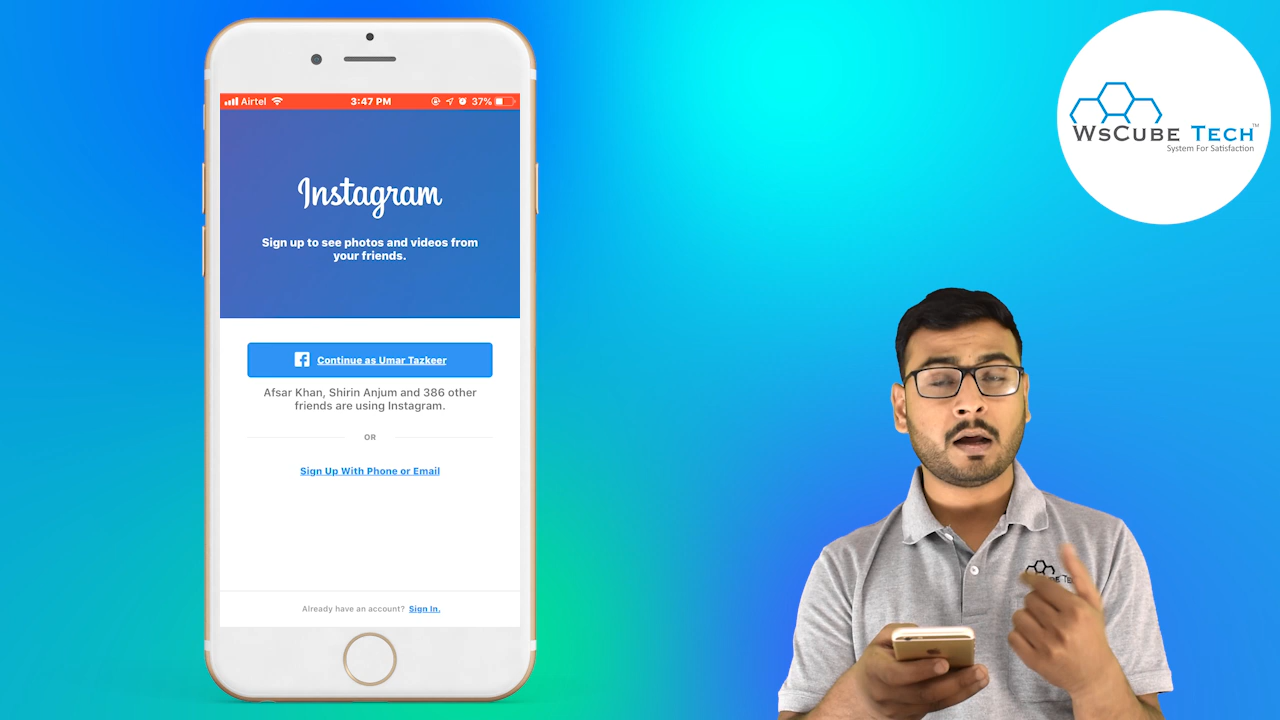 Airtel 3:47 PM 37%
Instagram
Sign up to see photos and videos from
your friends.
Continue as Umar Tazkeer
Afsar Khan, Shirin Anjum and 386 other
friends are using Instagram.
OR
Sign Up With Phone or Email
Already have an account? Sign In.
WsCube Tech™
System For Satisfaction